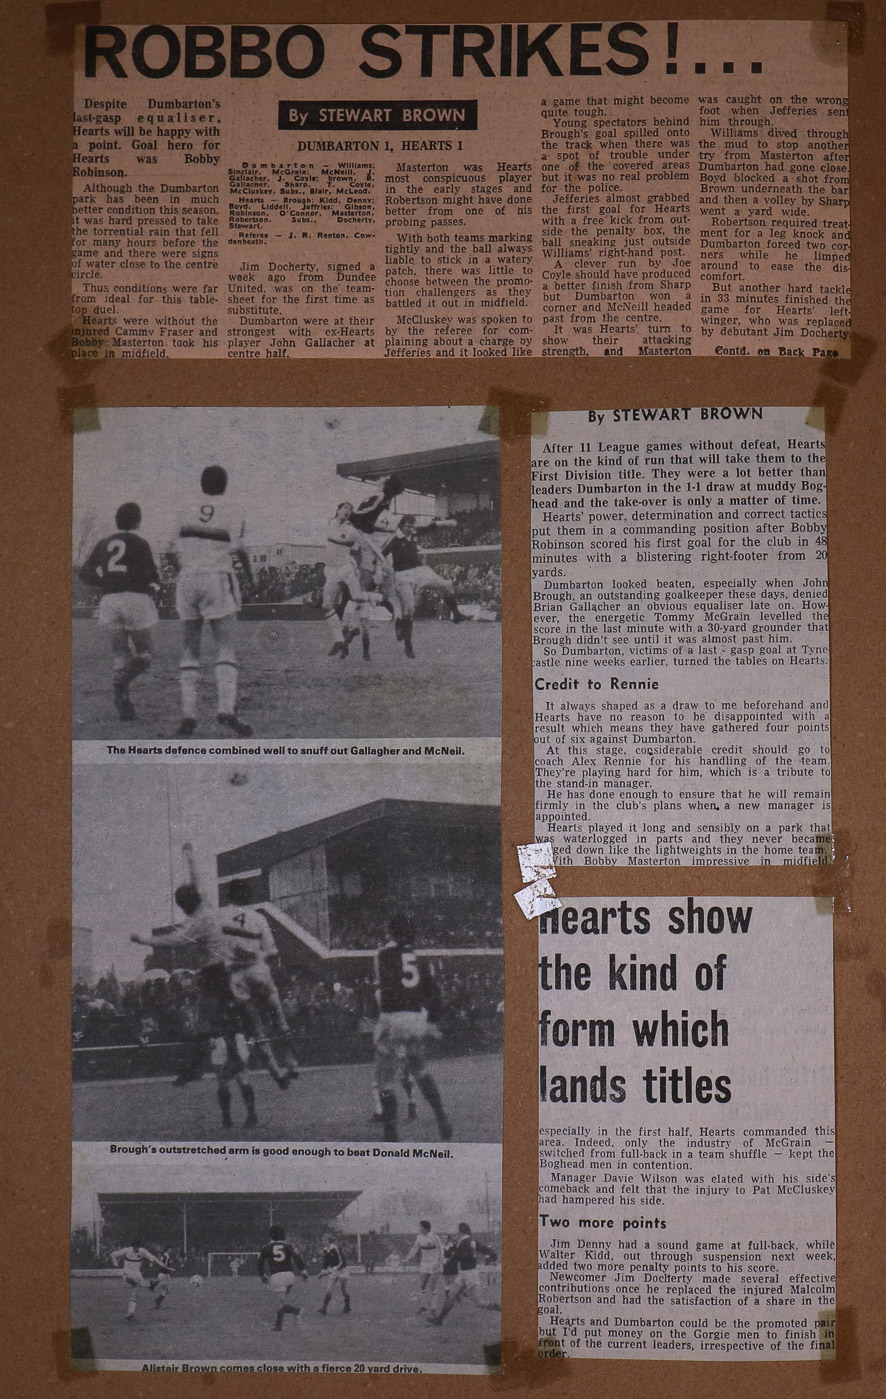 ROBBO STRIKES!...
Despite Dumbarton's
last-gasp equaliser,
Hearts will be happy with
a point. Goal hero for
Hearts was Bobby
Robinson.
Although the Dumbarton
park has been in much
better condition this season,
it was hard pressed to take
the torrential rain that fell
for many hours before the
game and there were signs
of water close to the centre
circle.
Thus conditions were far
from ideal for this table-
top duel.
Hearts were without the
injured Cammy Fraser and
Bobby Masterton took his
place in midfield.
By STEWART BROWN
DUMBARTON 1, HEARTS 1
Dumbarton — Williams;
Sinclair, McGrain; McNeil, J.
Gallacher, J. Coyle; brown, B.
Gallacher, Sharp, T. Coyle,
McCluskey, Subs., Blair, McLeod.
Hearts — Brough; Kidd, Denny;
Boyd, Liddell, Jeffries; Gibson,
Robinson, O'Connor, Masterton,
Robertson. Subs., Docherty,
Stewart.
Referee — J. R. Renton, Cow-
denbeath.
Jim Docherty, signed a
week ago from Dundee
United, was on the team-
sheet for the first time as
substitute.
Dumbarton were at their
strongest with ex-Hearts
player John Gallacher at
centre half.
Masterton was Hearts
most conspicuous player
in the early stages and
Robertson might have done
better from one of his
probing passes.
With both teams marking
tightly and the ball always
liable to stick in a watery
patch, there was little to
choose between the promo-
tion challengers as they
battled it out in midfield.
McCluskey was spoken to
by the referee for com-
plaining about a charge by
Jefferies and it looked like
a game that might become
quite tough.
Young spectators behind
Brough's goal spilled onto
the track when there was
a spot of trouble under
one of the covered areas
but it was no real problem
for the police.
Jefferies almost grabbed
the first goal for Hearts
with a free kick from out-
side the penalty box, the
ball sneaking just outside
Williams' right-hand post.
A clever run by Joe
Coyle should have produced
a better finish from Sharp
but Dumbarton won a
corner and McNeil headed
past from the centre.
It was Hearts' turn to
show their attacking
strength, and Masterton
was caught on the wrong
foot when Jefferies sent
him through.
Williams dived through
the mud to stop another
try from Masterton after
Dumbarton had gone close.
Boyd blocked a shot from
Brown underneath the bar
and then a volley by Sharp
went a yard wide.
Robertson required treat-
ment for a leg knock and
Dumbarton forced two cor-
ners while he limped
around to ease the dis-
comfort.
But another hard tackle
in 33 minutes finished the
game for Hearts' left-
winger, who was replaced
by debutant Jim Docherty.
Contd. on Back Page
2
9
The Hearts defence combined well to snuff out Gallagher and McNeil.
4
5
Brough's outstretched arm is good enough to beat Donald McNeil.
5
Alistair Brown comes close with a fierce 20 yard drive.
By STEWART BROWN
After 11 League games without defeat, Hearts
are on the kind of run that will take them to the
First Division title. They were a lot better than
leaders Dumbarton in the 1-1 draw at muddy Bog-
head and the take-over is only a matter of time.
Hearts' power, determination and correct tactics
put them in a commanding position after Bobby
Robinson scored his first goal for the club in 48
minutes with a blistering right-footer from 20
yards.
Dumbarton looked beaten, especially when John
Brough, an outstanding goalkeeper these days, denied
Brian Gallacher an obvious equaliser late on. How-
ever, the energetic Tommy McGrain levelled the
score in the last minute with a 30-yard grounder that
Brough didn't see until it was almost past him.
So Dumbarton, victims of a last-gasp goal at Tyne-
castle nine weeks earlier, turned the tables on Hearts.
Credit to Rennie
It always shaped as a draw to me beforehand and
Hearts have no reason to be disappointed with a
result which means they have gathered four points
out of six against Dumbarton.
At this stage, considerable credit should go to
coach Alex Rennie for his handling of the team.
They're playing hard for him, which is a tribute to
the stand-in manager.
He has done enough to ensure that he will remain
firmly in the club's plans when a new manager is
appointed.
Hearts played it long and sensibly on a park that
was waterlogged in parts and they never became
ged down like the lightweights in the home team.
With Bobby Masterton impressive in midfield,
Hearts show
the kind of
form which
lands titles
especially in the first half, Hearts commanded this
area. Indeed, only the industry of McGrain —
switched from full-back in a team shuffle — kept the
Boghead men in contention.
Manager Davie Wilson was elated with his side's
comeback and felt that the injury to Pat McCluskey
had hampered his side.
Two more points
Jim Denny had a sound game at full-back, while
Walter Kidd, out through suspension next week,
added two more penalty points to his score.
Newcomer Jim Docherty made several effective
contributions once he replaced the injured Malcolm
Robertson and had the satisfaction of a share in the
goal.
Hearts and Dumbarton could be the promoted pair
but I'd put money on the Gorgie men to finish in
front of the current leaders, irrespective of the final
order.